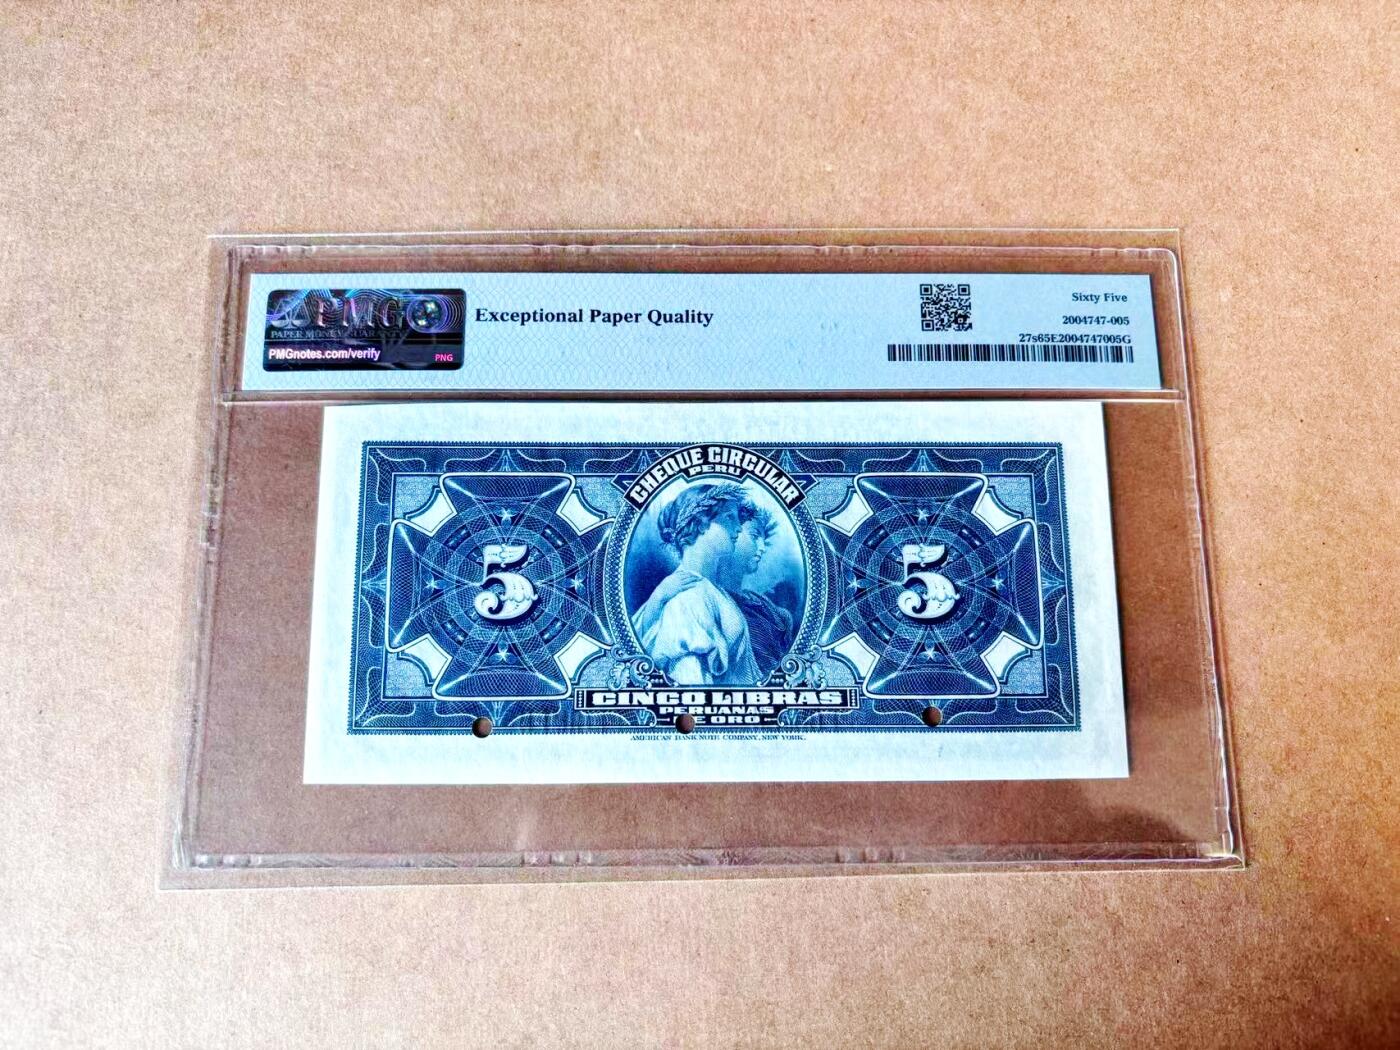 PMG
PAPER MONEY GUARANTY
PMGnotes.com/verify
PNG
Exceptional Paper Quality
Sixty Five
2004747-005
27s65E2004747005G
CHEQUE CIRCULAR
PERU
5
5
CINCO LIBRAS
PERUANAS
DE ORO
AMERICAN BANK NOTE COMPANY, NEW YORK.